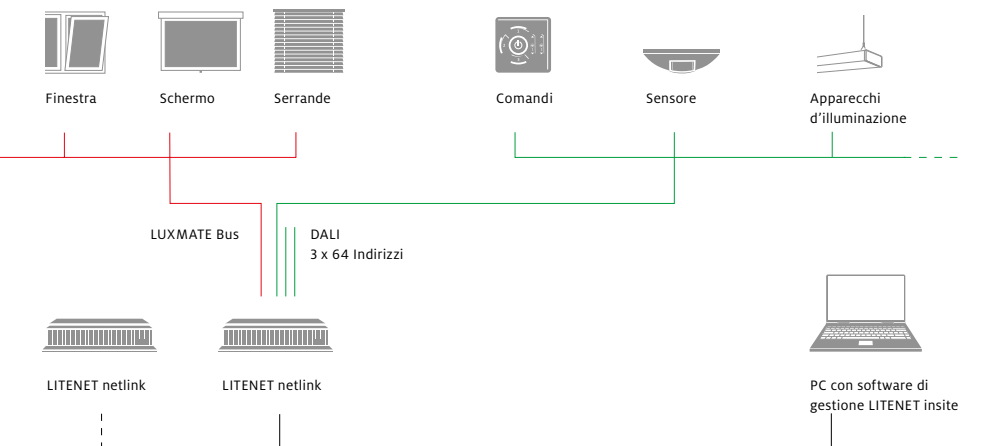 Finestra
Schermo
Serrande
Comandi
Sensore
Apparecchi
d'illuminazione
LUXMATE Bus
DALI
3 x 64 Indirizzi
LITENET netlink
LITENET netlink
PC con software di
gestione LITENET insite